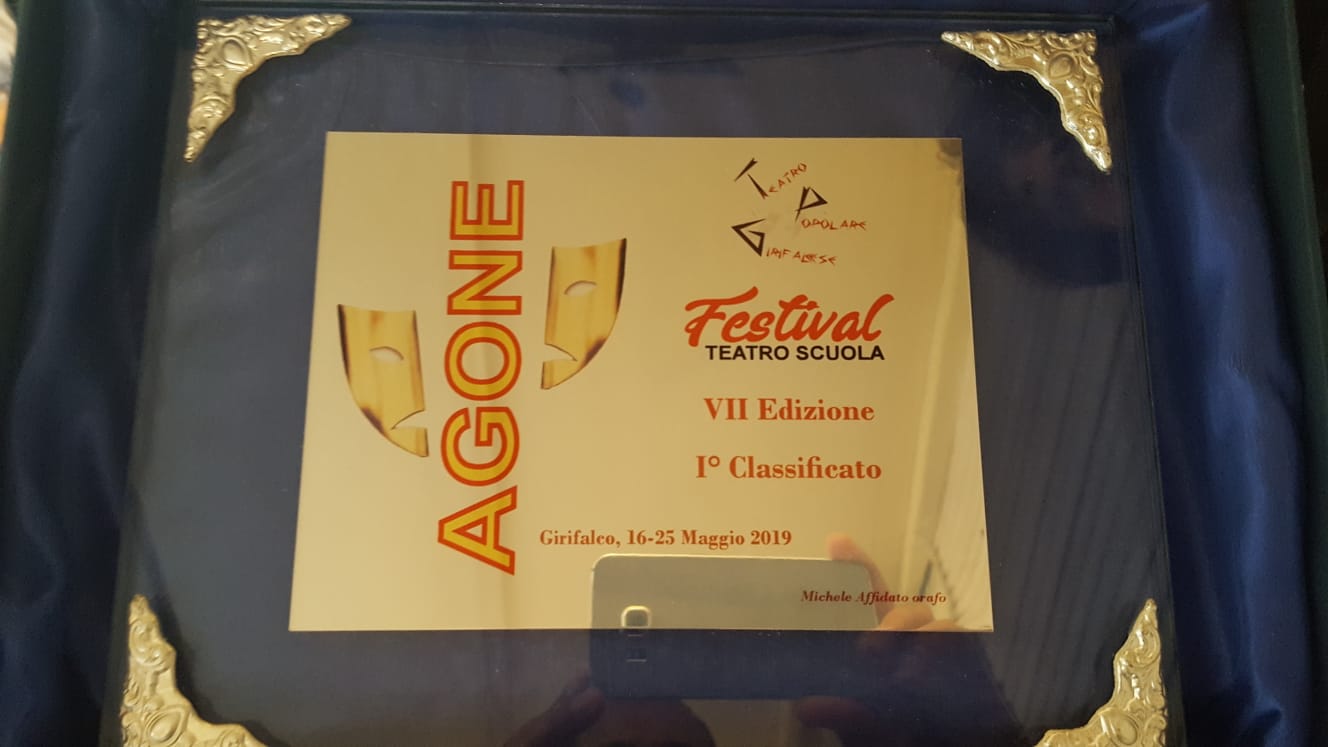 AGONE
TEATRO
POPOLARE
GIRIFALCESE
Festival
TEATRO SCUOLA
VII Edizione
I° Classificato
Girifalco, 16-25 Maggio 2019
Michele Affidato orafo